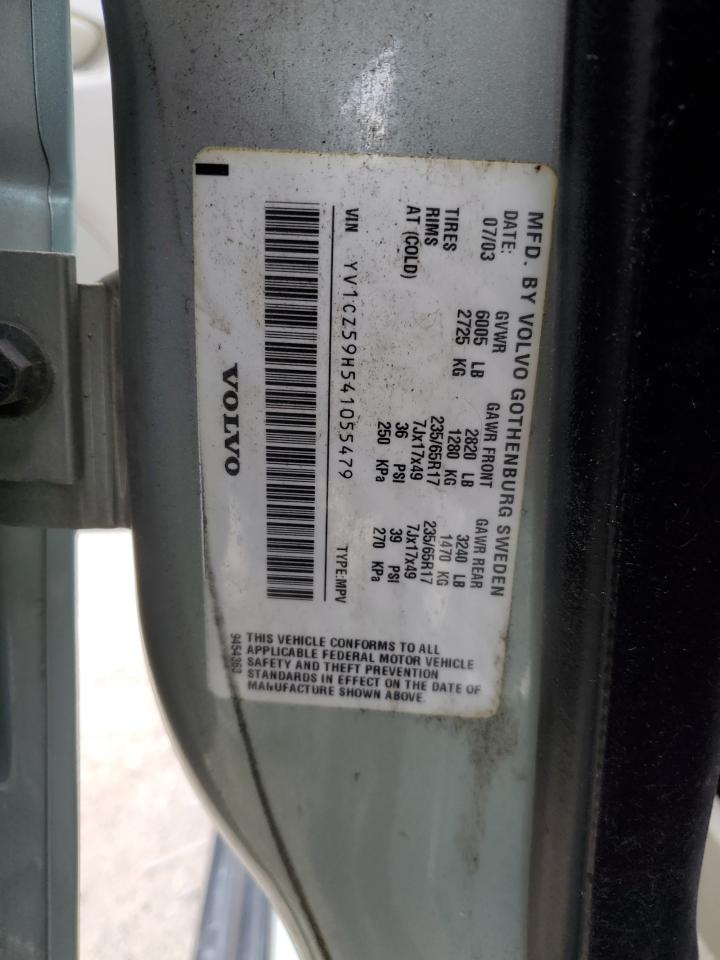 MFD. BY VOLVO GOTHENBURG SWEDEN
DATE: GVWR GAWR FRONT GAWR REAR
07/03 6005 LB 2820 LB 3240 LB
2725 KG 1280 KG 1470 KG
TIRES 235/65R17 235/65R17
RIMS 7Jx17x49 7Jx17x49
AT (COLD) 36 PSI 39 PSI
250 KPa 270 KPa
VIN YV1CZ59H541055479 TYPE:MPV
VOLVO
THIS VEHICLE CONFORMS TO ALL
APPLICABLE FEDERAL MOTOR VEHICLE
SAFETY AND THEFT PREVENTION
STANDARDS IN EFFECT ON THE DATE OF
MANUFACTURE SHOWN ABOVE.
9454363